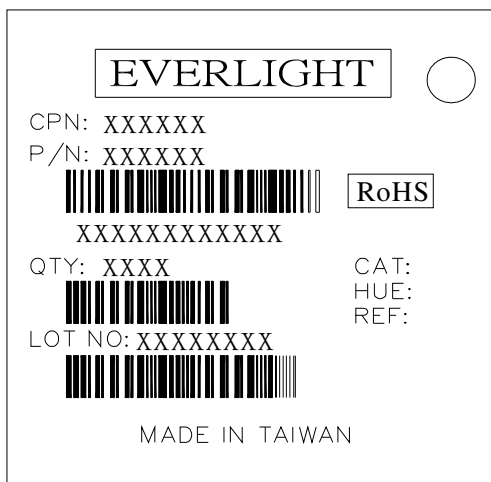 EVERLIGHT
CPN: XXXXXX
P/N: XXXXXX
RoHS
XXXXXXXXXXXX
QTY: XXXX
CAT:
HUE:
REF:
LOT NO: XXXXXXXX
MADE IN TAIWAN